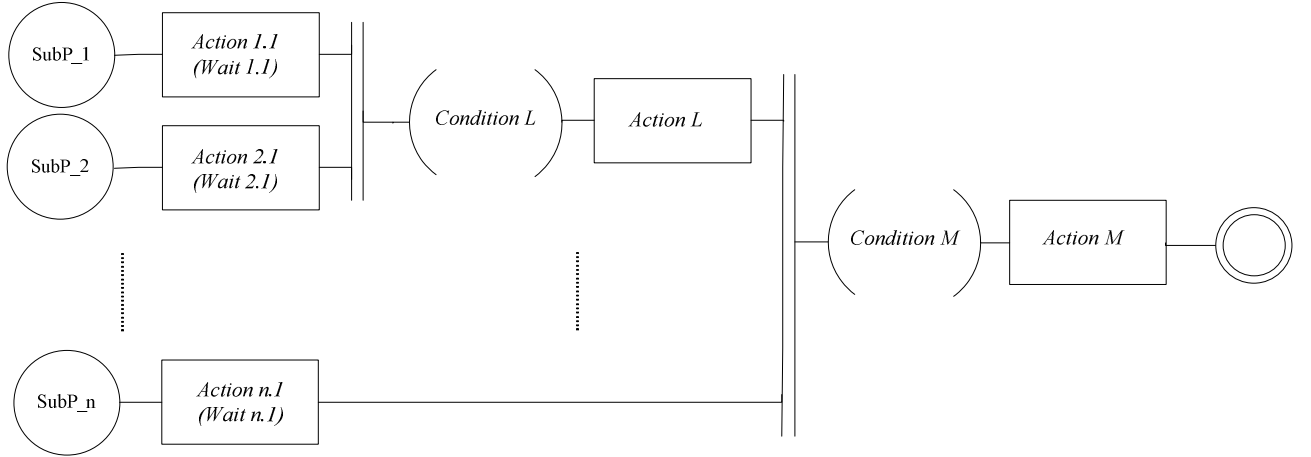 SubP_1
Action 1.1
(Wait 1.1)
Condition L
Action L
SubP_2
Action 2.1
(Wait 2.1)
Condition M
Action M
SubP_n
Action n.1
(Wait n.1)